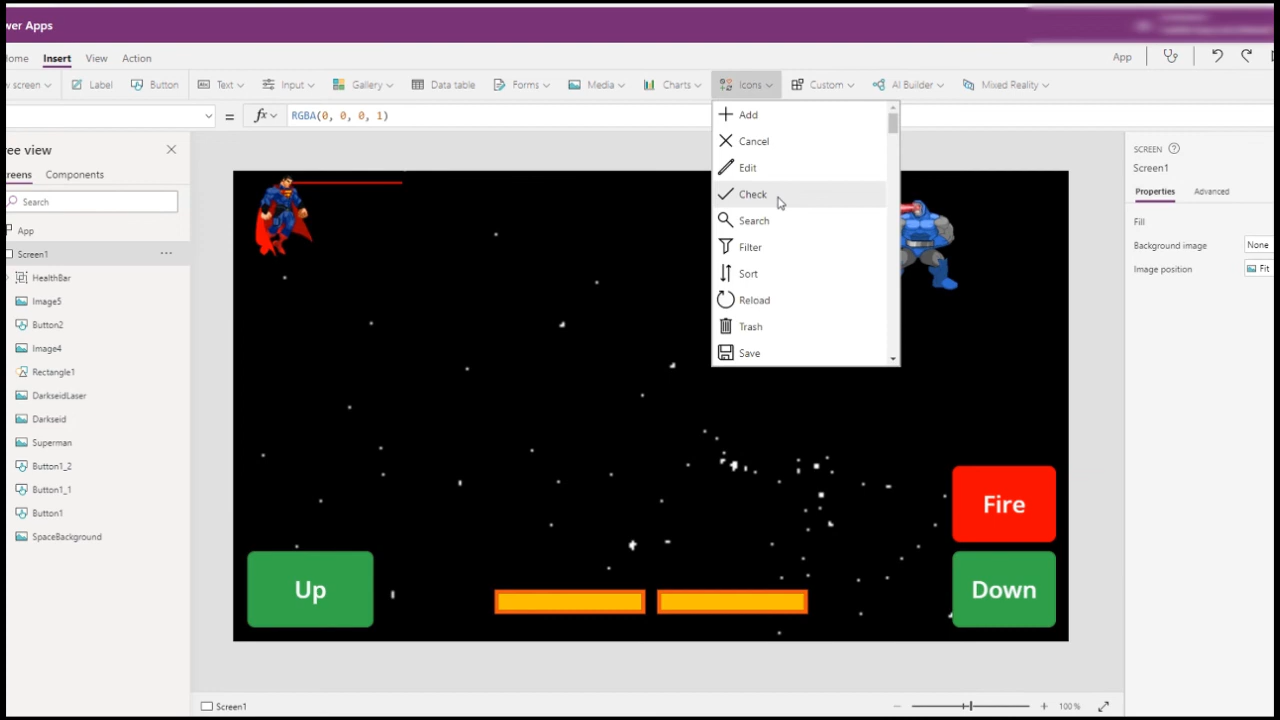 wer Apps
ome Insert View Action App
w screen Label Button Text Input Gallery Data table Forms Media Charts Icons Custom AI Builder Mixed Reality
= fx RGBA(0, 0, 0, 1)
ree view
reens Components
Search
App
Screen1
HealthBar
Image5
Button2
Image4
Rectangle1
DarkseidLaser
Darkseid
Superman
Button1_2
Button1_1
Button1
SpaceBackground
Add
Cancel
Edit
Check
Search
Filter
Sort
Reload
Trash
Save
Fire
Up
Down
SCREEN
Screen1
Properties Advanced
Fill
Background image None
Image position Fit
Screen1
100%